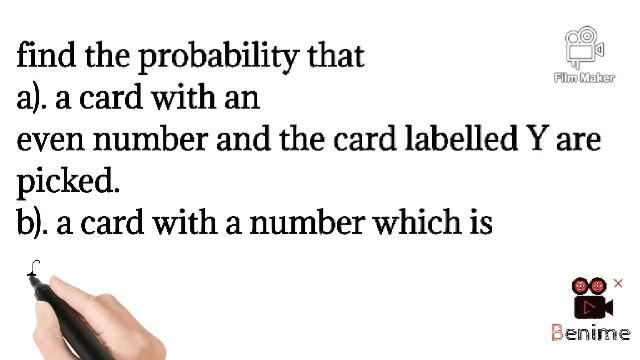 find the probability that
a). a card with an
even number and the card labelled Y are
picked.
b). a card with a number which is
Film Maker
Benime